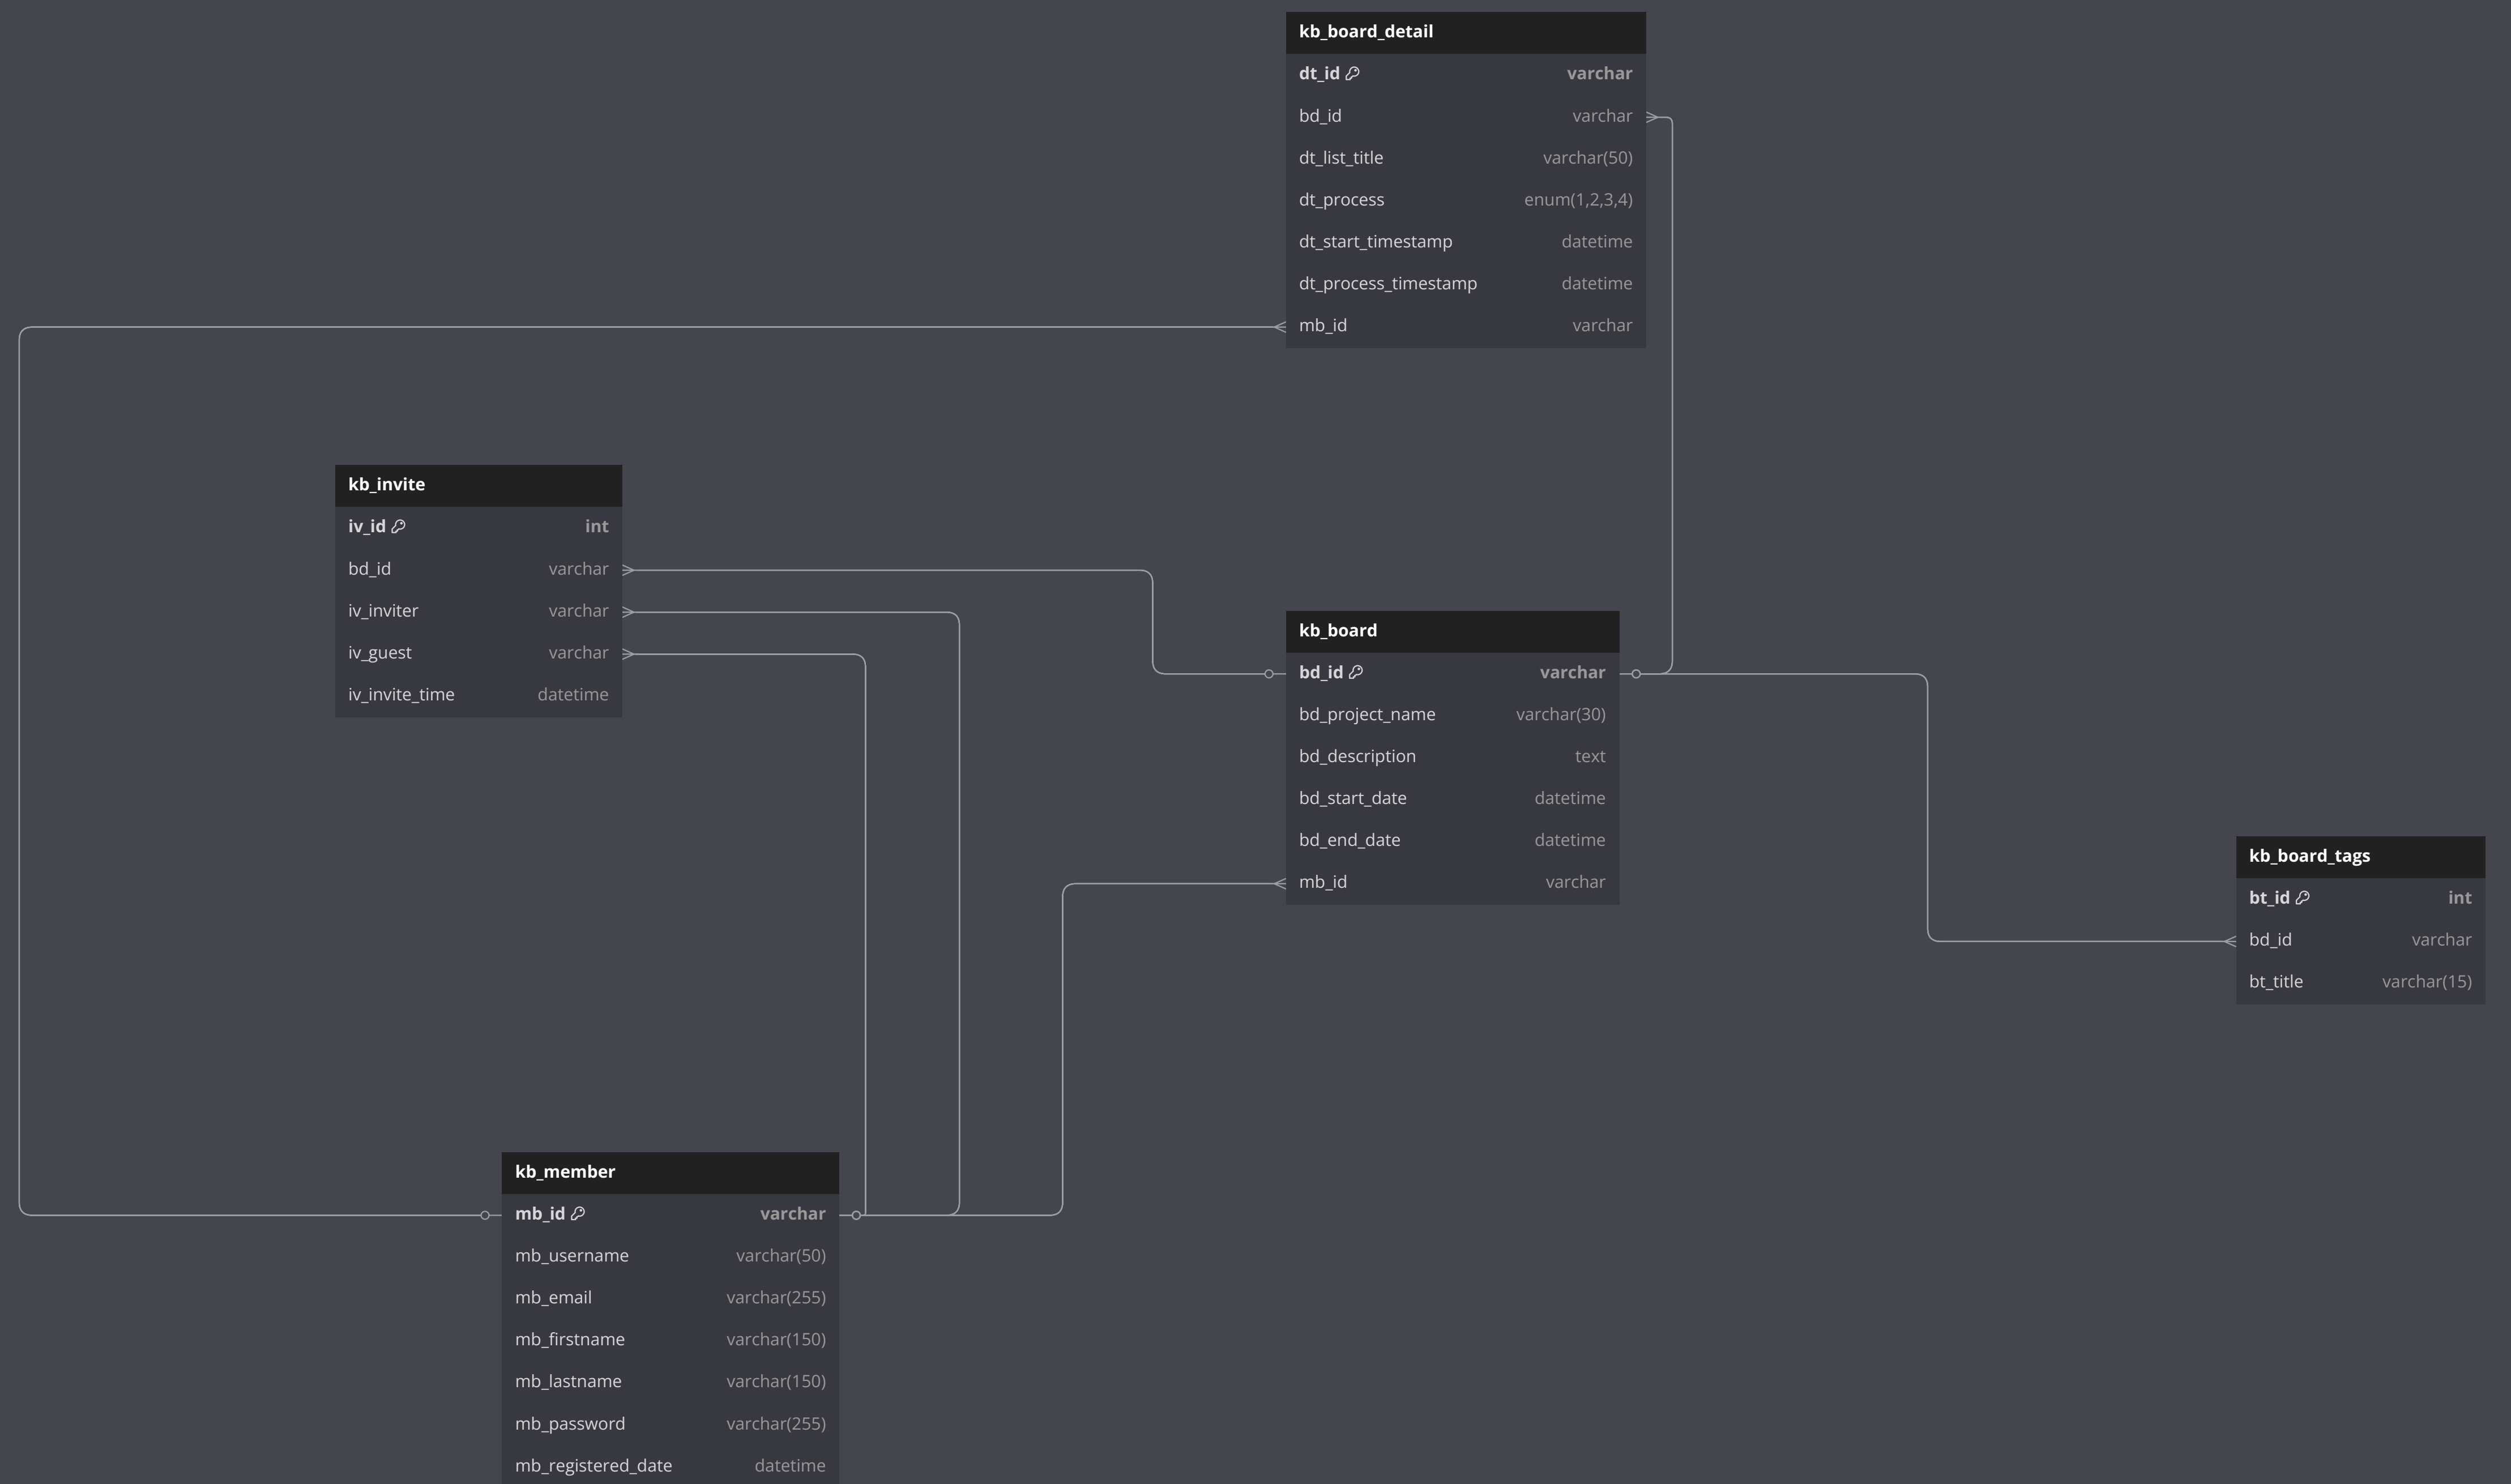 kb_board_detail
dt_id varchar
bd_id varchar
dt_list_title varchar(50)
dt_process enum(1,2,3,4)
dt_start_timestamp datetime
dt_process_timestamp datetime
mb_id varchar
kb_invite
iv_id int
bd_id varchar
iv_inviter varchar
iv_guest varchar
iv_invite_time datetime
kb_board
bd_id varchar
bd_project_name varchar(30)
bd_description text
bd_start_date datetime
bd_end_date datetime
mb_id varchar
kb_board_tags
bt_id int
bd_id varchar
bt_title varchar(15)
kb_member
mb_id varchar
mb_username varchar(50)
mb_email varchar(255)
mb_firstname varchar(150)
mb_lastname varchar(150)
mb_password varchar(255)
mb_registered_date datetime